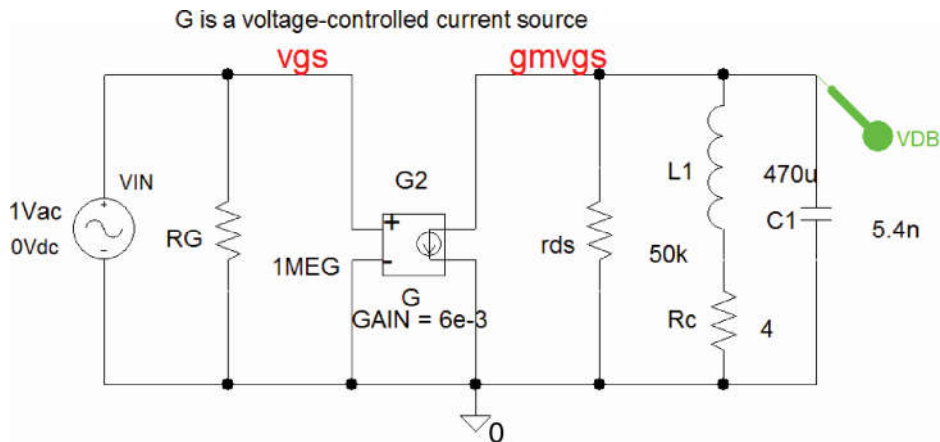 G is a voltage-controlled current source
vgs
gmvgs
VDB
L1
470u
G2
VIN
1Vac
C1
+
0Vdc
RG
rds
50k
5.4n
1MEG
-
G
GAIN = 6e-3
Rc
4
0